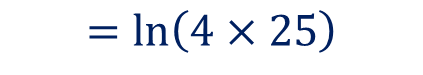 = ln(4 × 25)